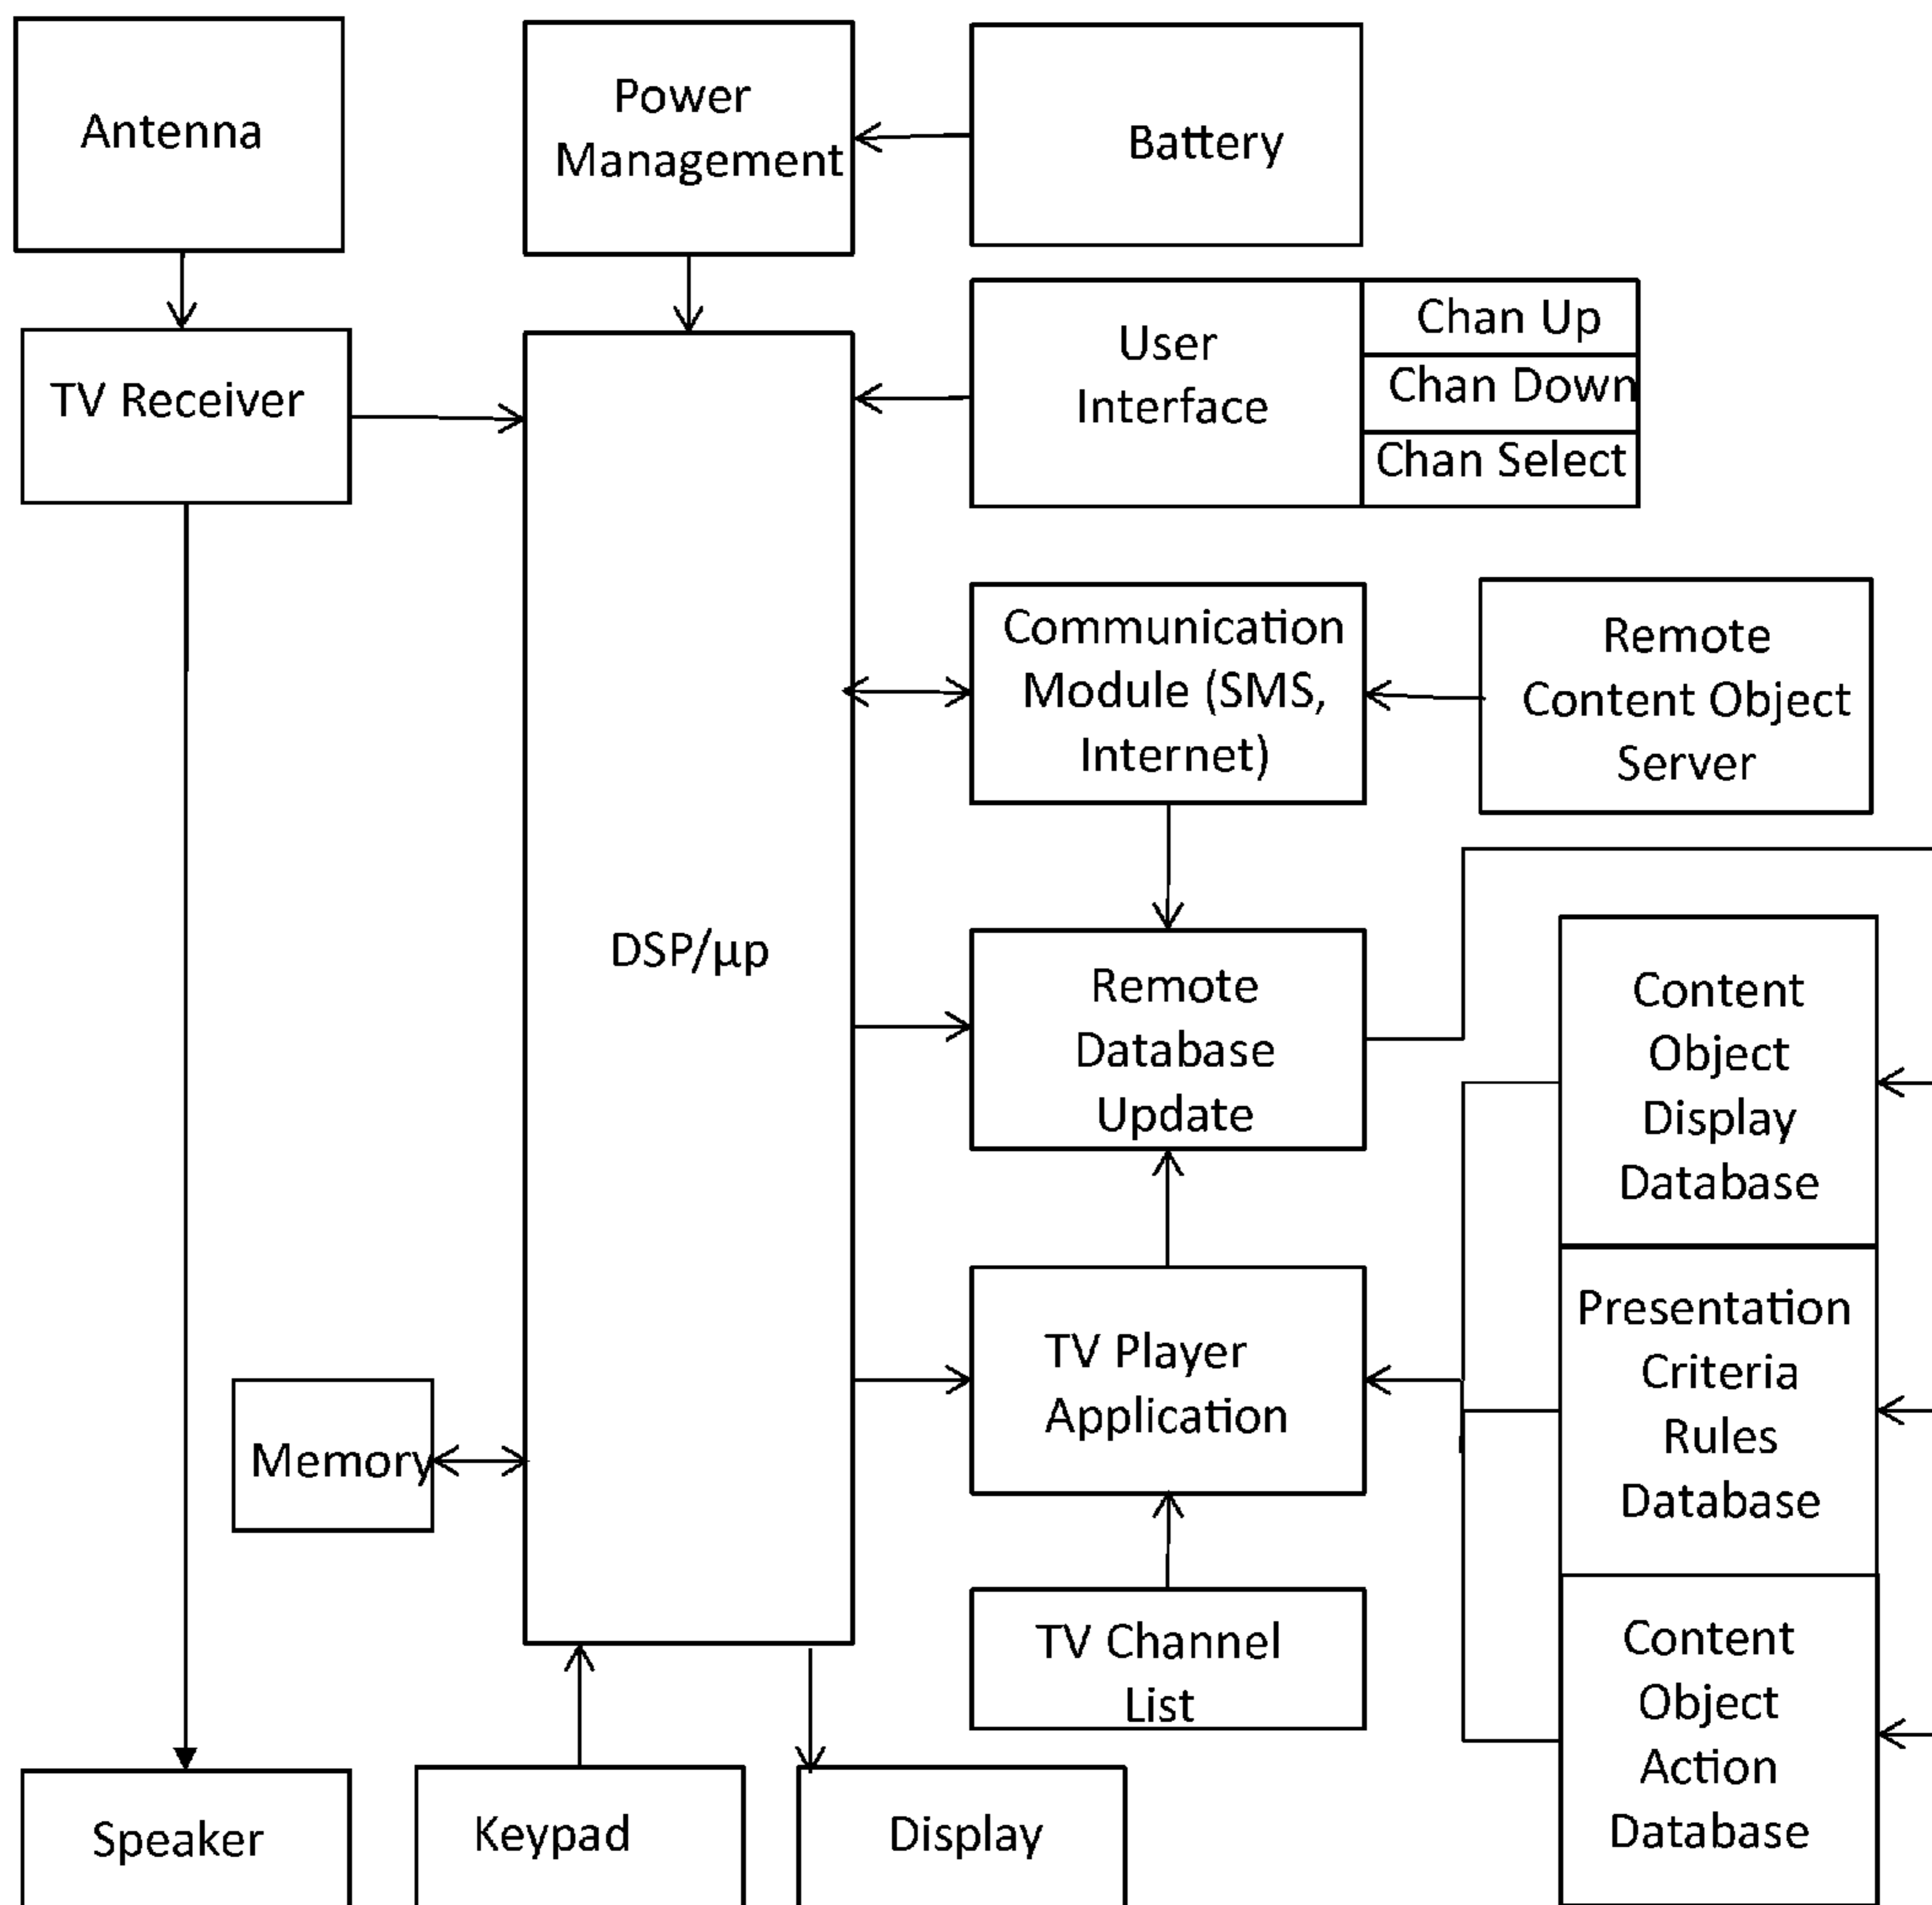 Antenna
Power
Management
Battery
TV Receiver
User
Interface
Chan Up
Chan Down
Chan Select
Communication
Module (SMS,
Internet)
Remote
Content Object
Server
DSP/µp
Remote
Database
Update
Content
Object
Display
Database
TV Player
Application
Presentation
Criteria
Rules
Database
Memory
TV Channel
List
Content
Object
Action
Database
Speaker
Keypad
Display